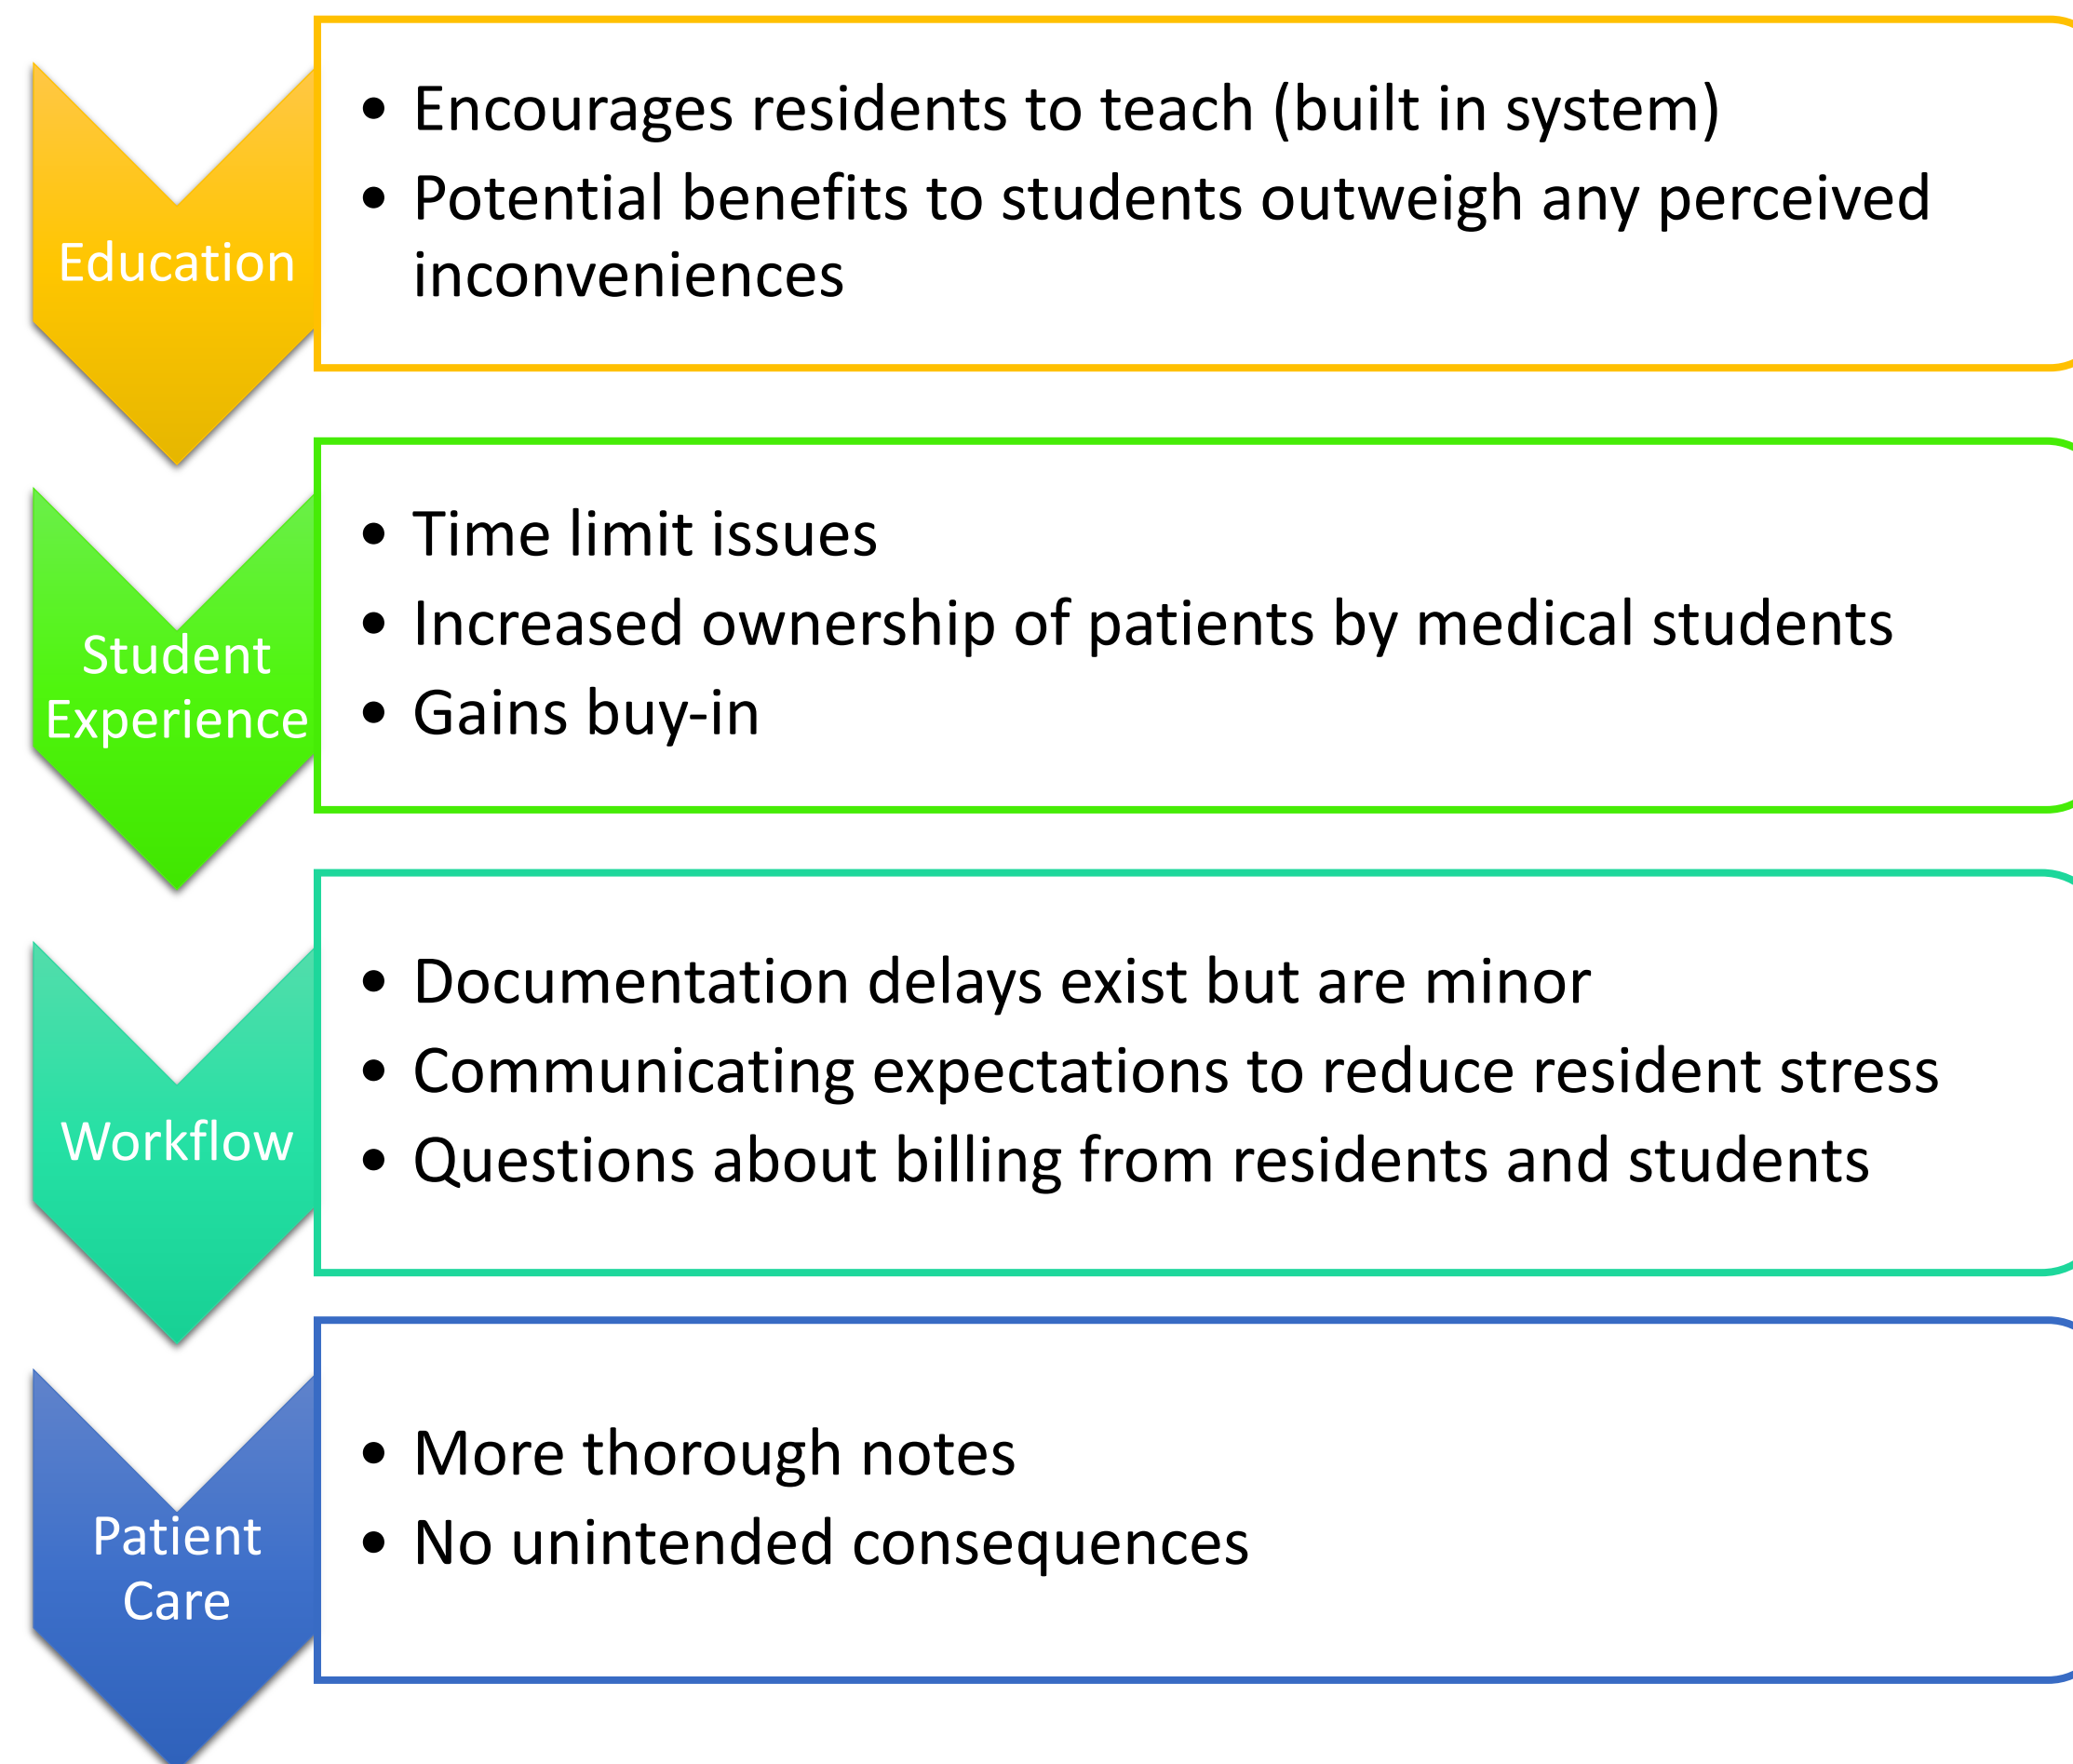 Education
• Encourages residents to teach (built in system)
• Potential benefits to students outweigh any perceived
inconveniences
Student
Experience
• Time limit issues
• Increased ownership of patients by medical students
• Gains buy-in
Workflow
• Documentation delays exist but are minor
• Communicating expectations to reduce resident stress
• Questions about billing from residents and students
Patient
Care
• More thorough notes
• No unintended consequences